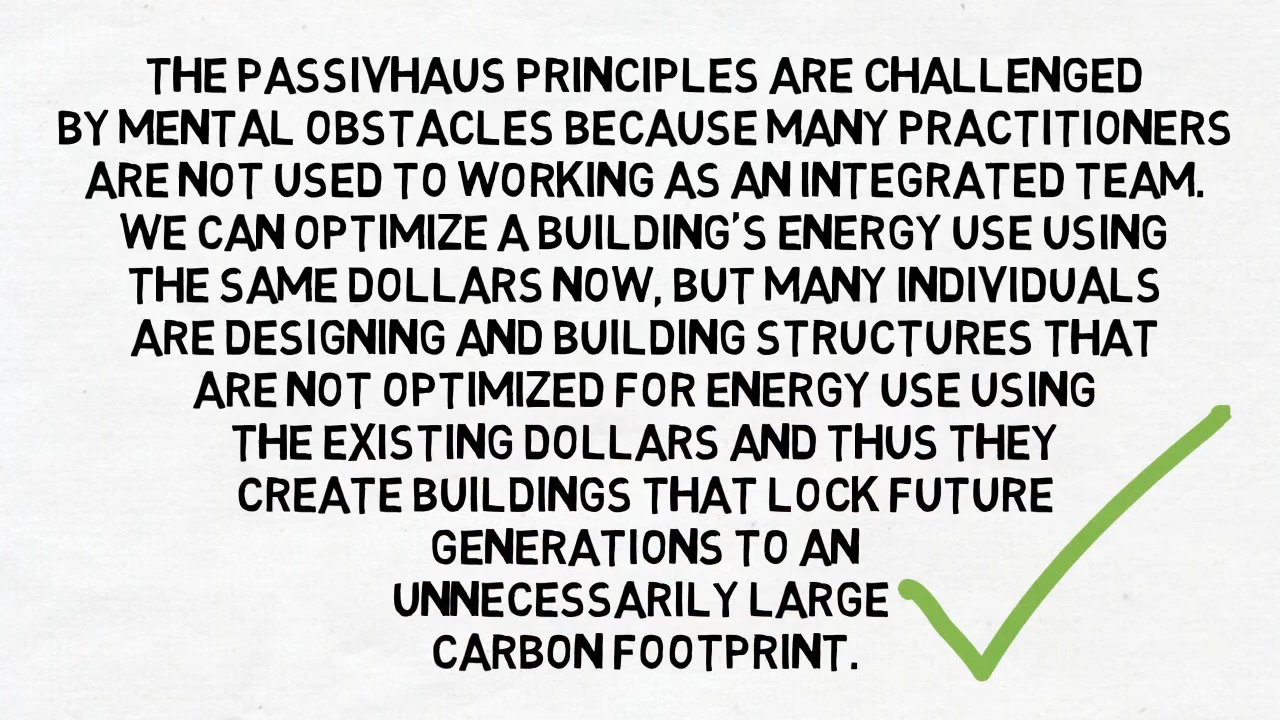 THE PASSIVHAUS PRINCIPLES ARE CHALLENGED
BY MENTAL OBSTACLES BECAUSE MANY PRACTITIONERS
ARE NOT USED TO WORKING AS AN INTEGRATED TEAM.
WE CAN OPTIMIZE A BUILDING'S ENERGY USE USING
THE SAME DOLLARS NOW, BUT MANY INDIVIDUALS
ARE DESIGNING AND BUILDING STRUCTURES THAT
ARE NOT OPTIMIZED FOR ENERGY USE USING
THE EXISTING DOLLARS AND THUS THEY
CREATE BUILDINGS THAT LOCK FUTURE
GENERATIONS TO AN
UNNECESSARILY LARGE
CARBON FOOTPRINT.